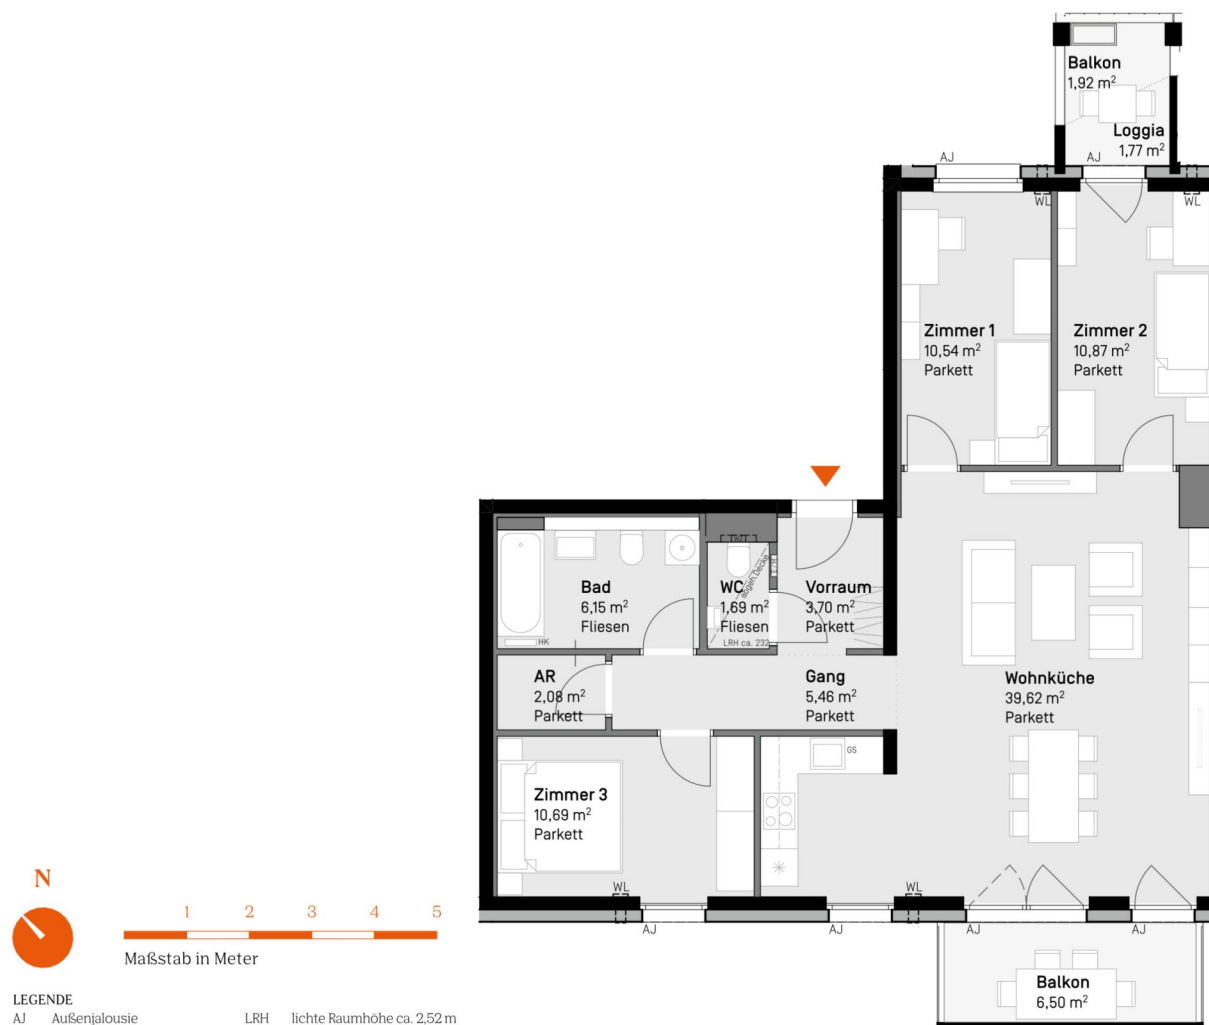 Balkon
1,92 m²
Loggia
1,77 m²
AJ
AJ
WL
WL
Zimmer 1
10,54 m²
Parkett
Zimmer 2
10,87 m²
Parkett
Bad
6,15 m²
Fliesen
HK
WC
1,69 m²
Fliesen
LRH ca. 232
abgeh.Decke
Vorraum
3,70 m²
Parkett
AR
2,08 m²
Parkett
Gang
5,46 m²
Parkett
Wohnküche
39,62 m²
Parkett
GS
Zimmer 3
10,69 m²
Parkett
WL
WL
AJ
AJ
AJ
AJ
Balkon
6,50 m²
N
1 2 3 4 5
Maßstab in Meter
LEGENDE
AJ Außenjalousie LRH lichte Raumhöhe ca. 2,52 m